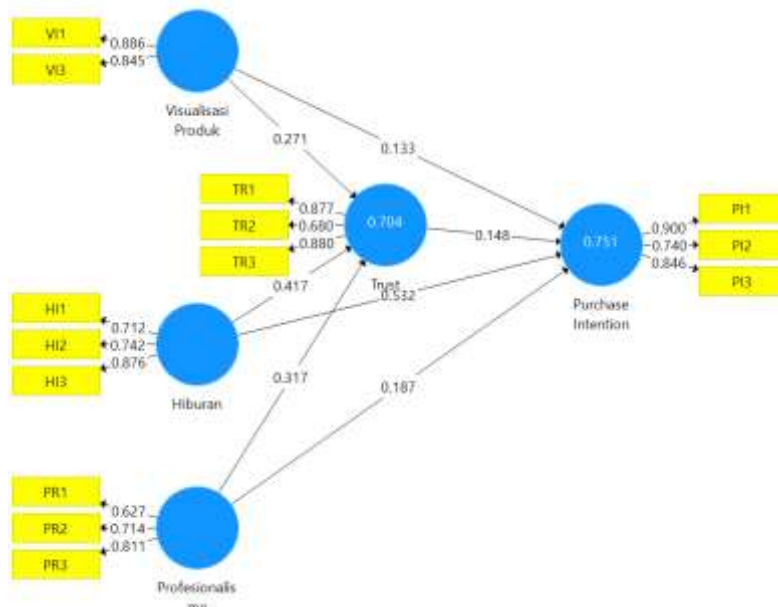 VI1
0.886
VI3
0.845
Visualisasi
Produk
0.271
0.133
TR1
0.877
TR2
0.680
TR3
0.880
0.704
Trust
0.148
0.751
PI1
0.900
PI2
0.740
PI3
0.846
Purchase
Intention
0.417
0.532
HI1
0.712
HI2
0.742
HI3
0.876
Hiburan
0.317
0.187
PR1
0.627
PR2
0.714
PR3
0.811
Profesionalis